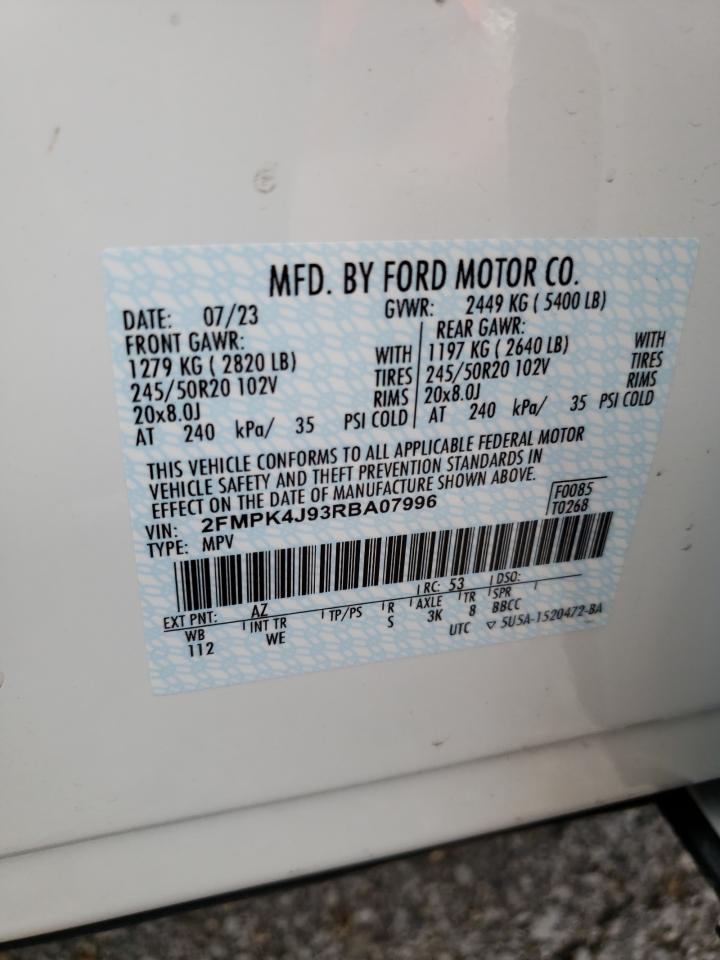 MFD. BY FORD MOTOR CO.
DATE: 07/23 GVWR: 2449 KG ( 5400 LB)
FRONT GAWR: REAR GAWR:
1279 KG ( 2820 LB) WITH 1197 KG ( 2640 LB) WITH
245/50R20 102V TIRES 245/50R20 102V TIRES
20x8.0J RIMS 20x8.0J RIMS
AT 240 kPa/ 35 PSI COLD AT 240 kPa/ 35 PSI COLD
THIS VEHICLE CONFORMS TO ALL APPLICABLE FEDERAL MOTOR
VEHICLE SAFETY AND THEFT PREVENTION STANDARDS IN
EFFECT ON THE DATE OF MANUFACTURE SHOWN ABOVE.
VIN: 2FMPK4J93RBA07996 F0085
TYPE: MPV T0268
EXT PNT: AZ RC: 53 DSO:
WB INT TR TP/PS R AXLE TR SPR
112 WE S 3K 8 BBCC
UTC ▽ 5U5A-1520472-BA